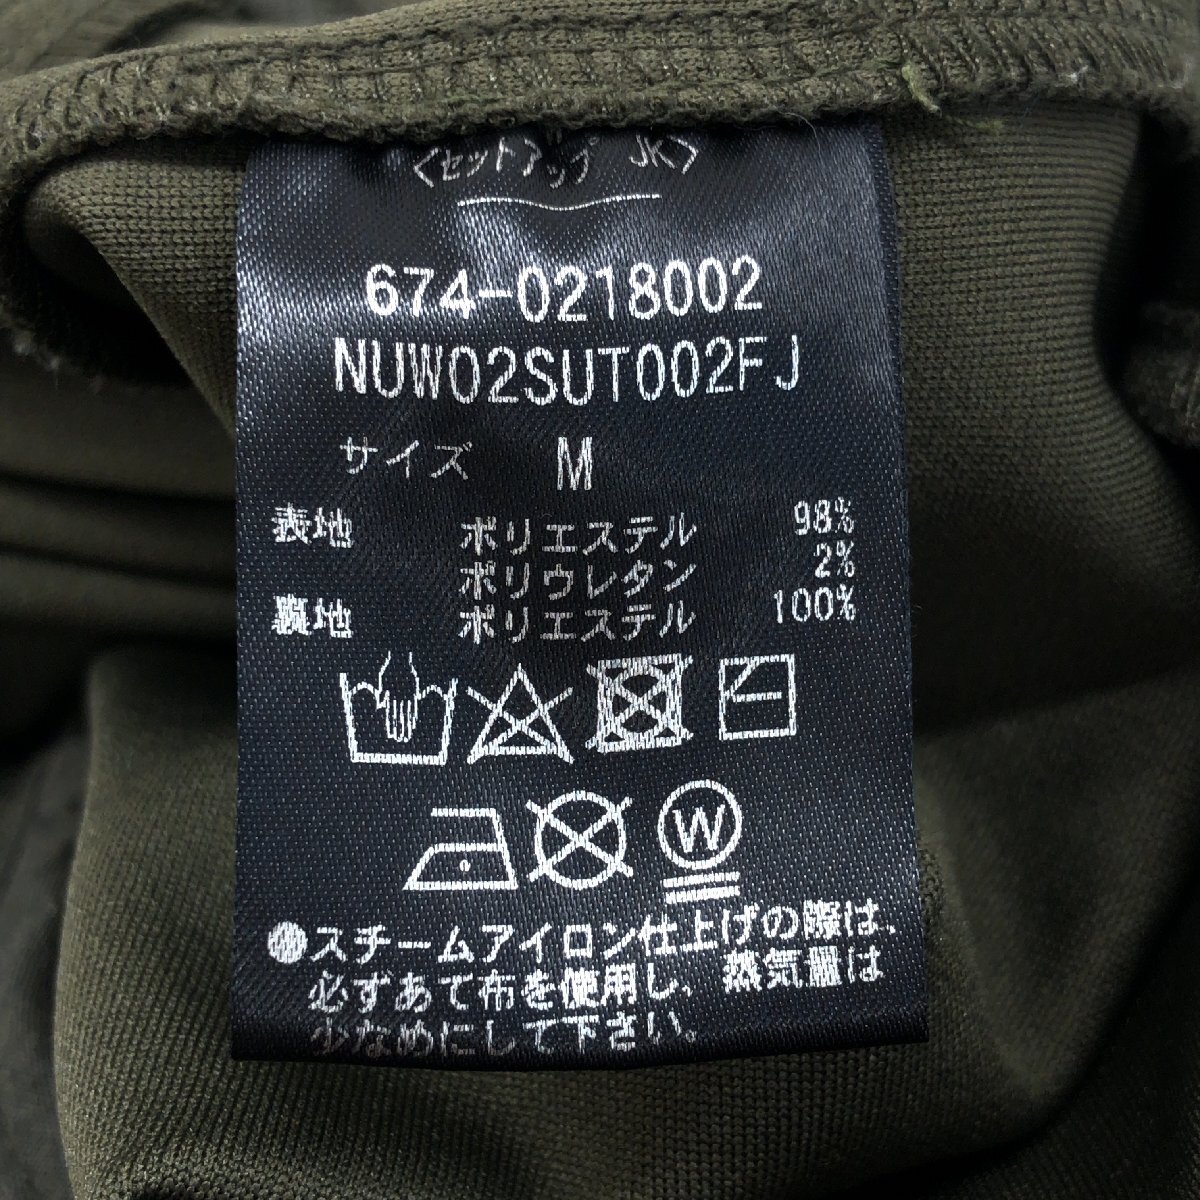 〈セットアップ JK〉
674-0218002
NUW02SUT002FJ
サイズ M
表地 ポリエステル 98%
ポリウレタン 2%
裏地 ポリエステル 100%
W
●スチームアイロン仕上げの際は、
必ずあて布を使用し、蒸気量は
少なめにして下さい。